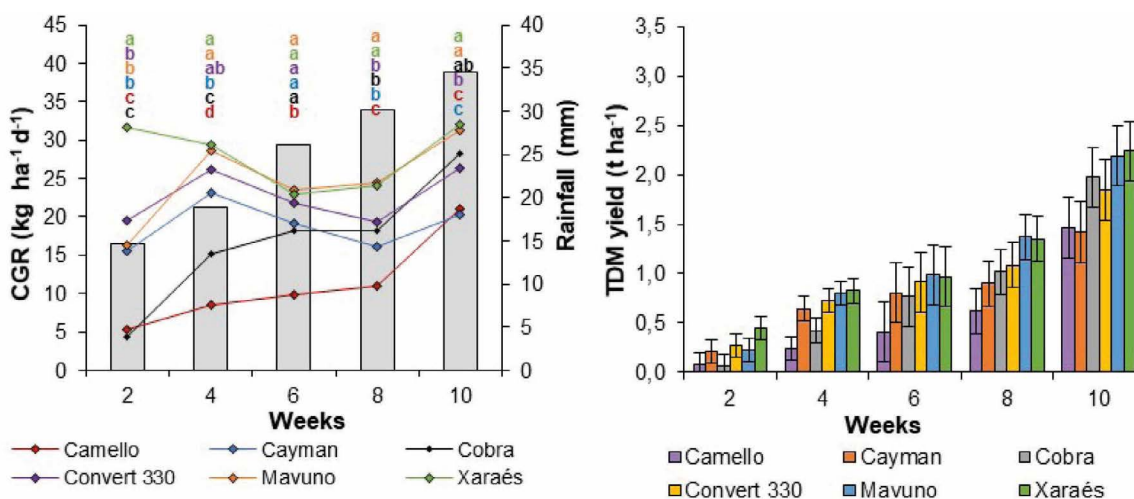 45
40
35
30
25
20
15
10
5
0
CGR (kg ha⁻¹ d⁻¹)
a a a a a
b a a a a
b ab a b ab
b b a b b
c c a b c
c d b c c
40
35
30
25
20
15
10
5
0
Rainfall (mm)
2 4 6 8 10
Weeks
Camello Cayman Cobra
Convert 330 Mavuno Xaraés
3,5
3,0
2,5
2,0
1,5
1,0
0,5
0,0
TDM yield (t ha⁻¹)
2 4 6 8 10
Weeks
Camello Cayman Cobra
Convert 330 Mavuno Xaraés